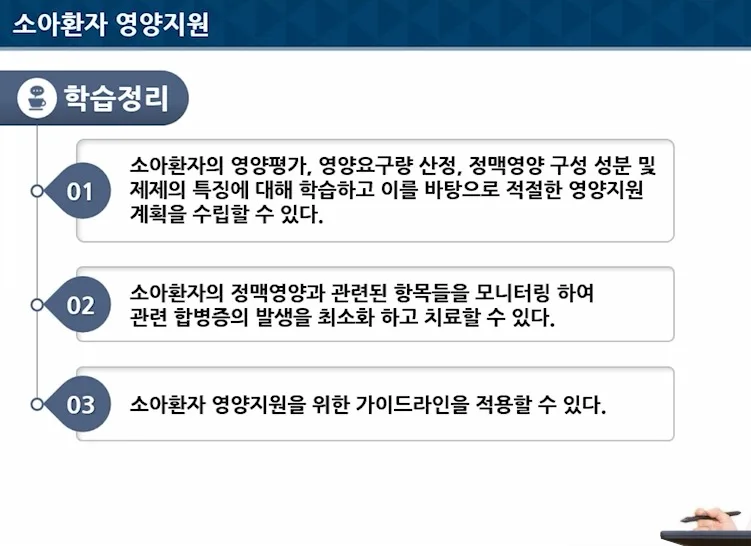 소아환자 영양지원
학습정리
01
소아환자의 영양평가, 영양요구량 산정, 정맥영양 구성 성분 및
제제의 특징에 대해 학습하고 이를 바탕으로 적절한 영양지원
계획을 수립할 수 있다.
02
소아환자의 정맥영양과 관련된 항목들을 모니터링 하여
관련 합병증의 발생을 최소화 하고 치료할 수 있다.
03
소아환자 영양지원을 위한 가이드라인을 적용할 수 있다.